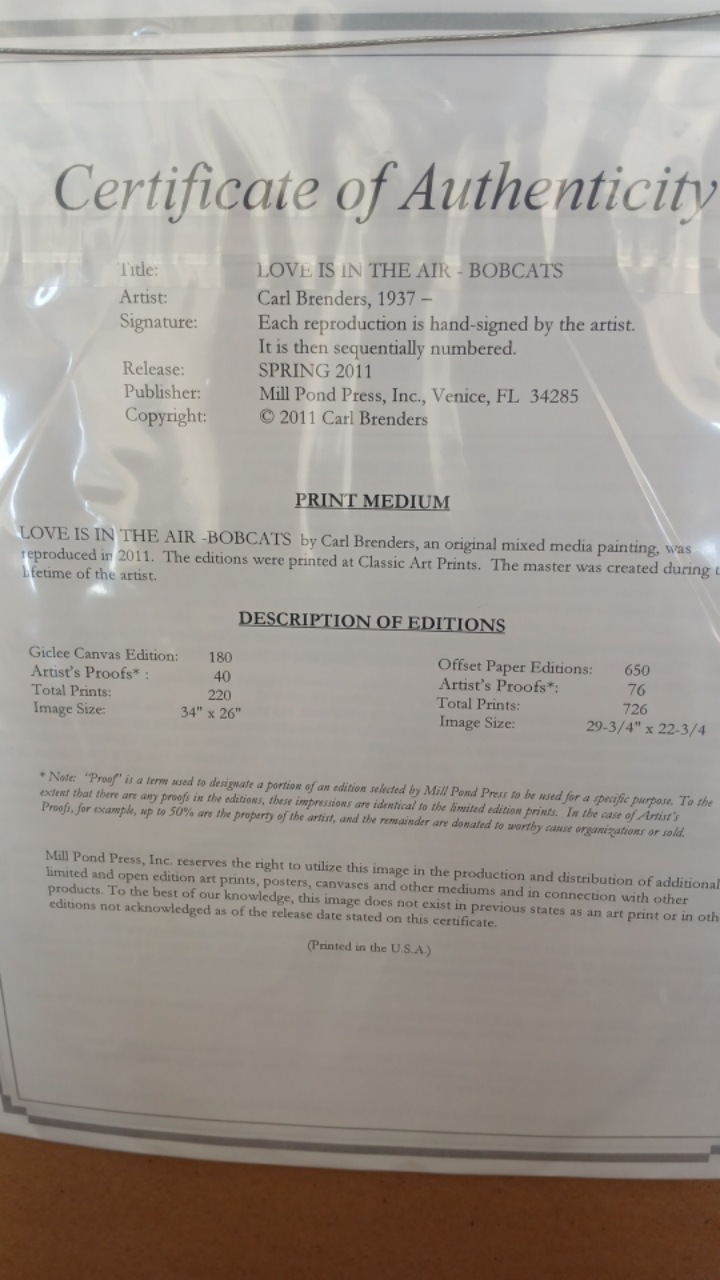 Certificate of Authenticity
Title: LOVE IS IN THE AIR - BOBCATS
Artist: Carl Brenders, 1937 –
Signature: Each reproduction is hand-signed by the artist.
It is then sequentially numbered.
Release: SPRING 2011
Publisher: Mill Pond Press, Inc., Venice, FL 34285
Copyright: © 2011 Carl Brenders
PRINT MEDIUM
LOVE IS IN THE AIR -BOBCATS by Carl Brenders, an original mixed media painting, was
reproduced in 2011. The editions were printed at Classic Art Prints. The master was created during
lifetime of the artist.
DESCRIPTION OF EDITIONS
Giclee Canvas Edition: 180
Artist's Proofs* : 40
Total Prints: 220
Image Size: 34" x 26"
Offset Paper Editions: 650
Artist's Proofs*: 76
Total Prints: 726
Image Size: 29-3/4" x 22-3/4
* Note: "Proof" is a term used to designate a portion of an edition selected by Mill Pond Press to be used for a specific purpose. To the
extent that there are any proofs in the editions, these impressions are identical to the limited edition prints. In the case of Artist's
Proofs, for example, up to 50% are the property of the artist, and the remainder are donated to worthy cause organizations or sold.
Mill Pond Press, Inc. reserves the right to utilize this image in the production and distribution of additional
limited and open edition art prints, posters, canvases and other mediums and in connection with other
products. To the best of our knowledge, this image does not exist in previous states as an art print or in oth
editions not acknowledged as of the release date stated on this certificate.
(Printed in the U.S.A.)